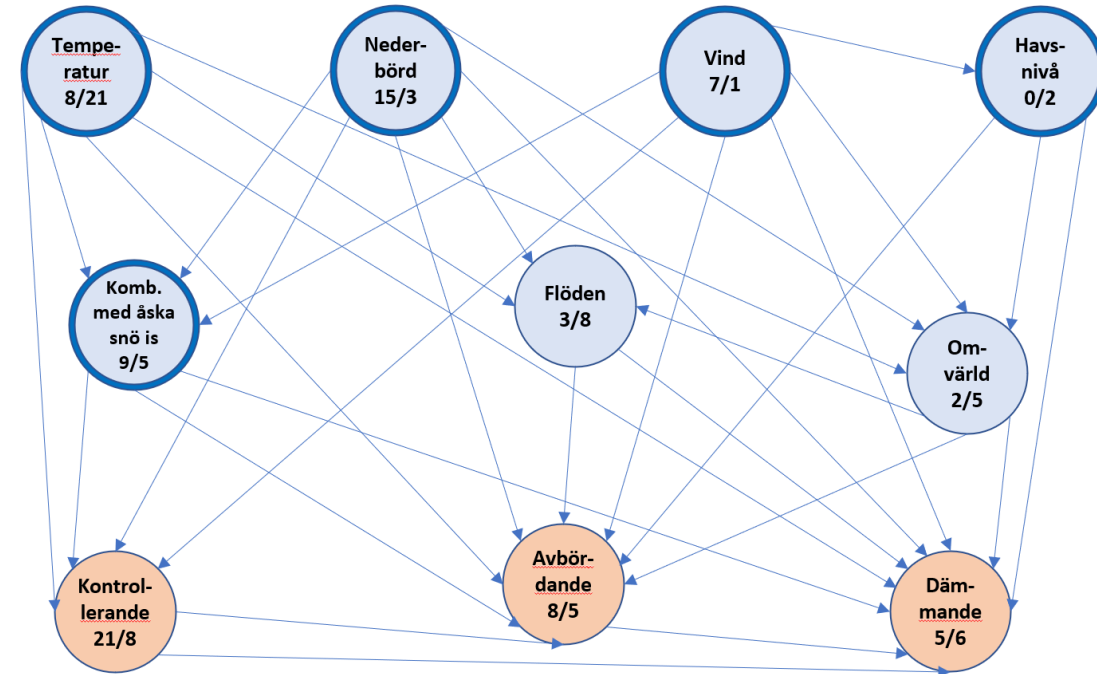 Tempe-
ratur
8/21
Neder-
börd
15/3
Vind
7/1
Havs-
nivå
0/2
Komb.
med åska
snö is
9/5
Flöden
3/8
Om-
värld
2/5
Kontrol-
lerande
21/8
Avbör-
dande
8/5
Däm-
mande
5/6